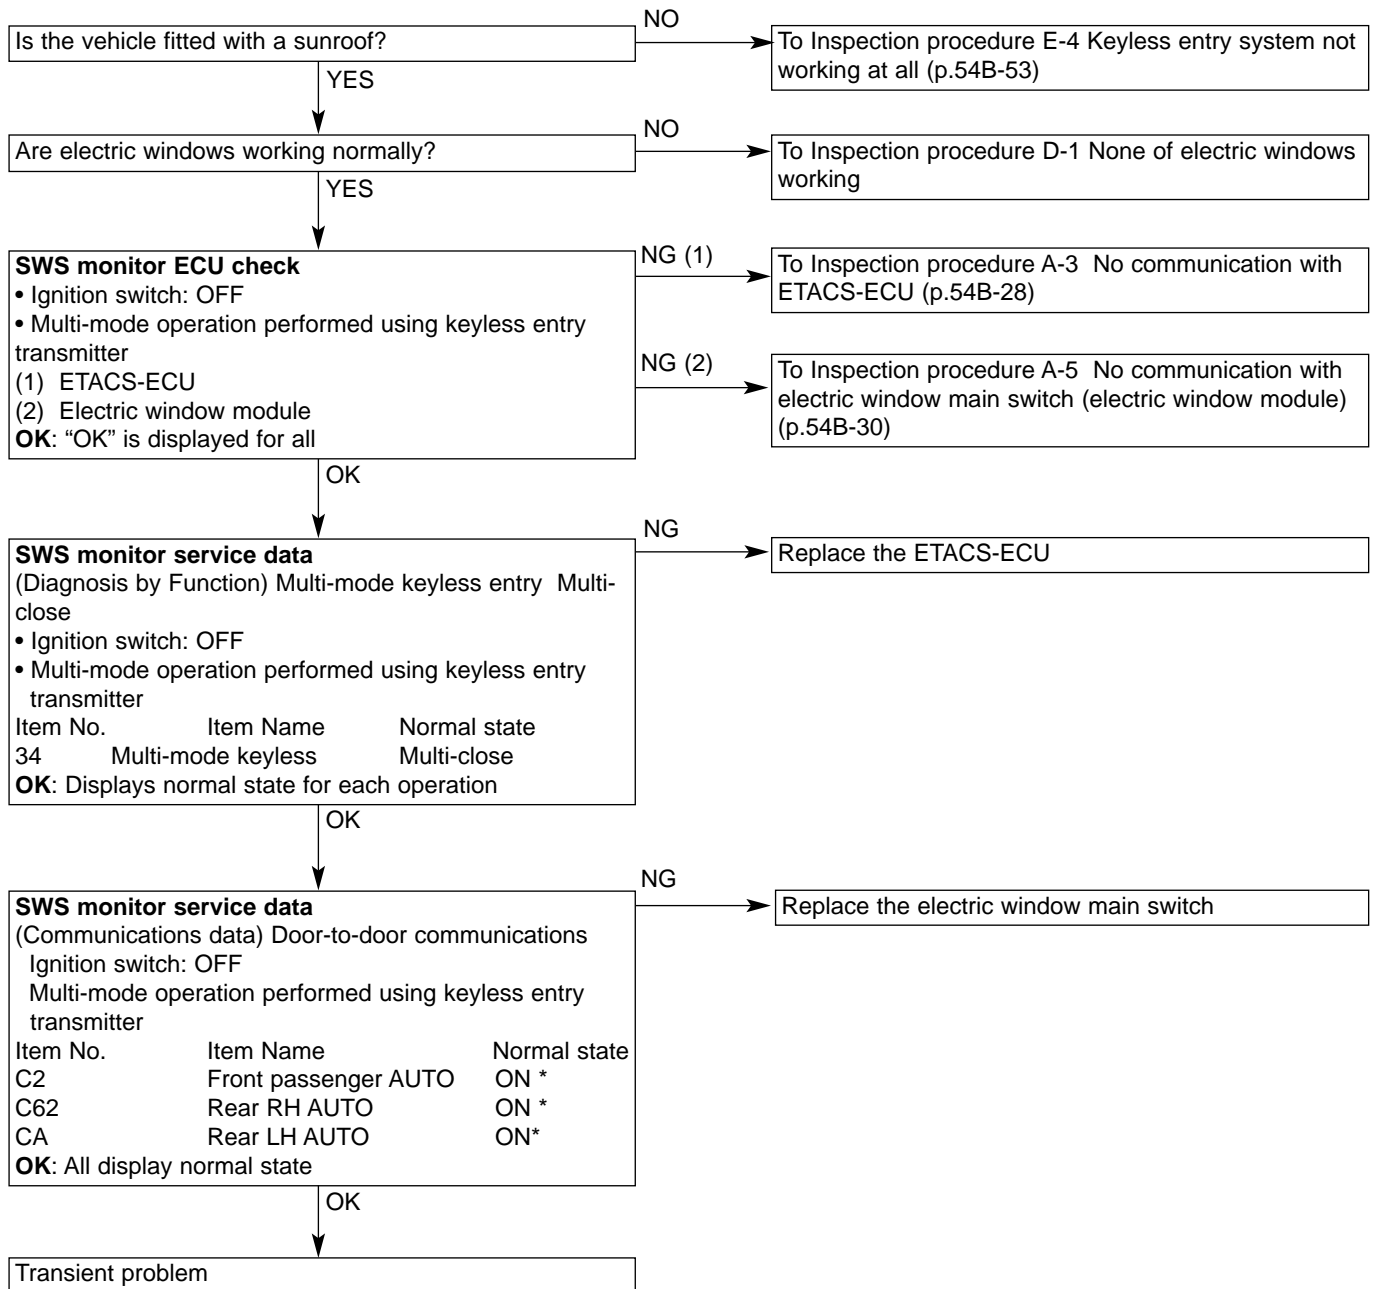 Is the vehicle fitted with a sunroof?
NO
To Inspection procedure E-4 Keyless entry system not
working at all (p.54B-53)
YES
Are electric windows working normally?
NO
To Inspection procedure D-1 None of electric windows
working
YES
SWS monitor ECU check
• Ignition switch: OFF
• Multi-mode operation performed using keyless entry
transmitter
(1) ETACS-ECU
(2) Electric window module
OK: “OK” is displayed for all
NG (1)
To Inspection procedure A-3 No communication with
ETACS-ECU (p.54B-28)
NG (2)
To Inspection procedure A-5 No communication with
electric window main switch (electric window module)
(p.54B-30)
OK
SWS monitor service data
(Diagnosis by Function) Multi-mode keyless entry Multi-
close
• Ignition switch: OFF
• Multi-mode operation performed using keyless entry
transmitter
Item No. Item Name Normal state
34 Multi-mode keyless Multi-close
OK: Displays normal state for each operation
NG
Replace the ETACS-ECU
OK
SWS monitor service data
(Communications data) Door-to-door communications
Ignition switch: OFF
Multi-mode operation performed using keyless entry
transmitter
Item No. Item Name Normal state
C2 Front passenger AUTO ON *
C62 Rear RH AUTO ON *
CA Rear LH AUTO ON*
OK: All display normal state
NG
Replace the electric window main switch
OK
Transient problem